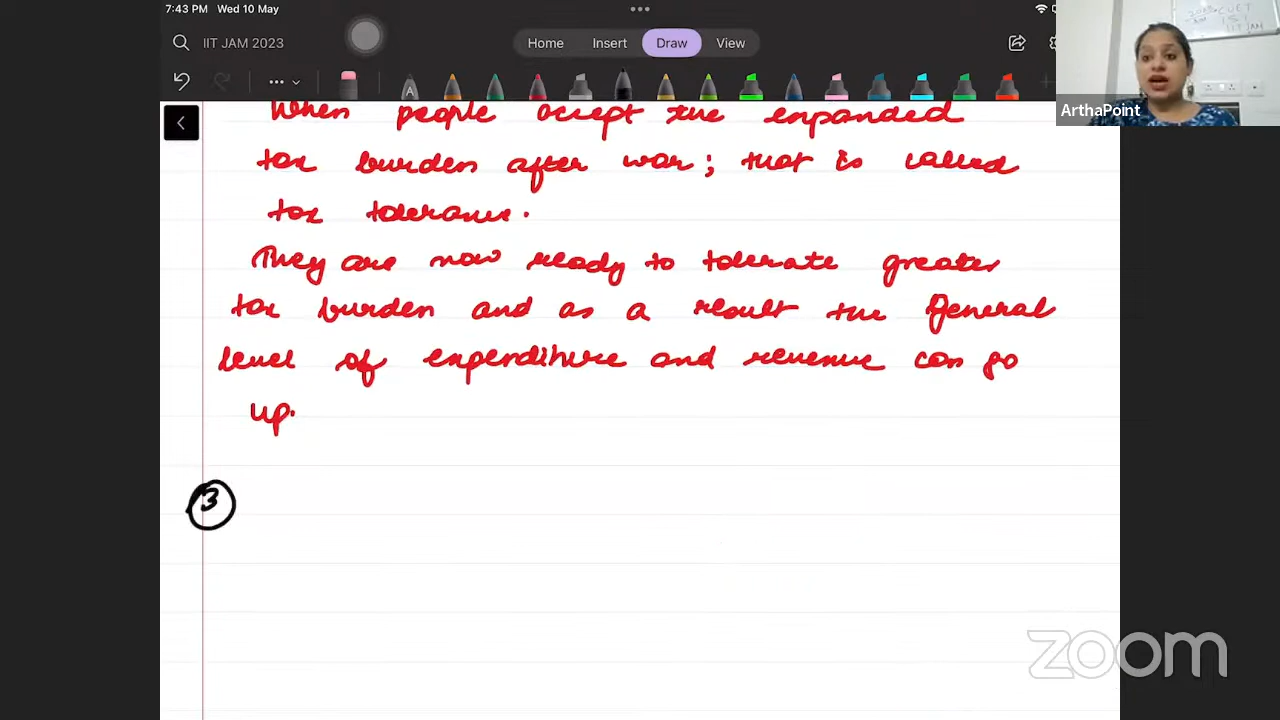 7:43 PM Wed 10 May
IIT JAM 2023
Home Insert Draw View
ArthaPoint
When people accept the expanded
tax burden after war; that is called
tax tolerance.
They are now ready to tolerate greater
tax burden and as a result the General
level of expenditure and revenue can go
up.
3
zoom